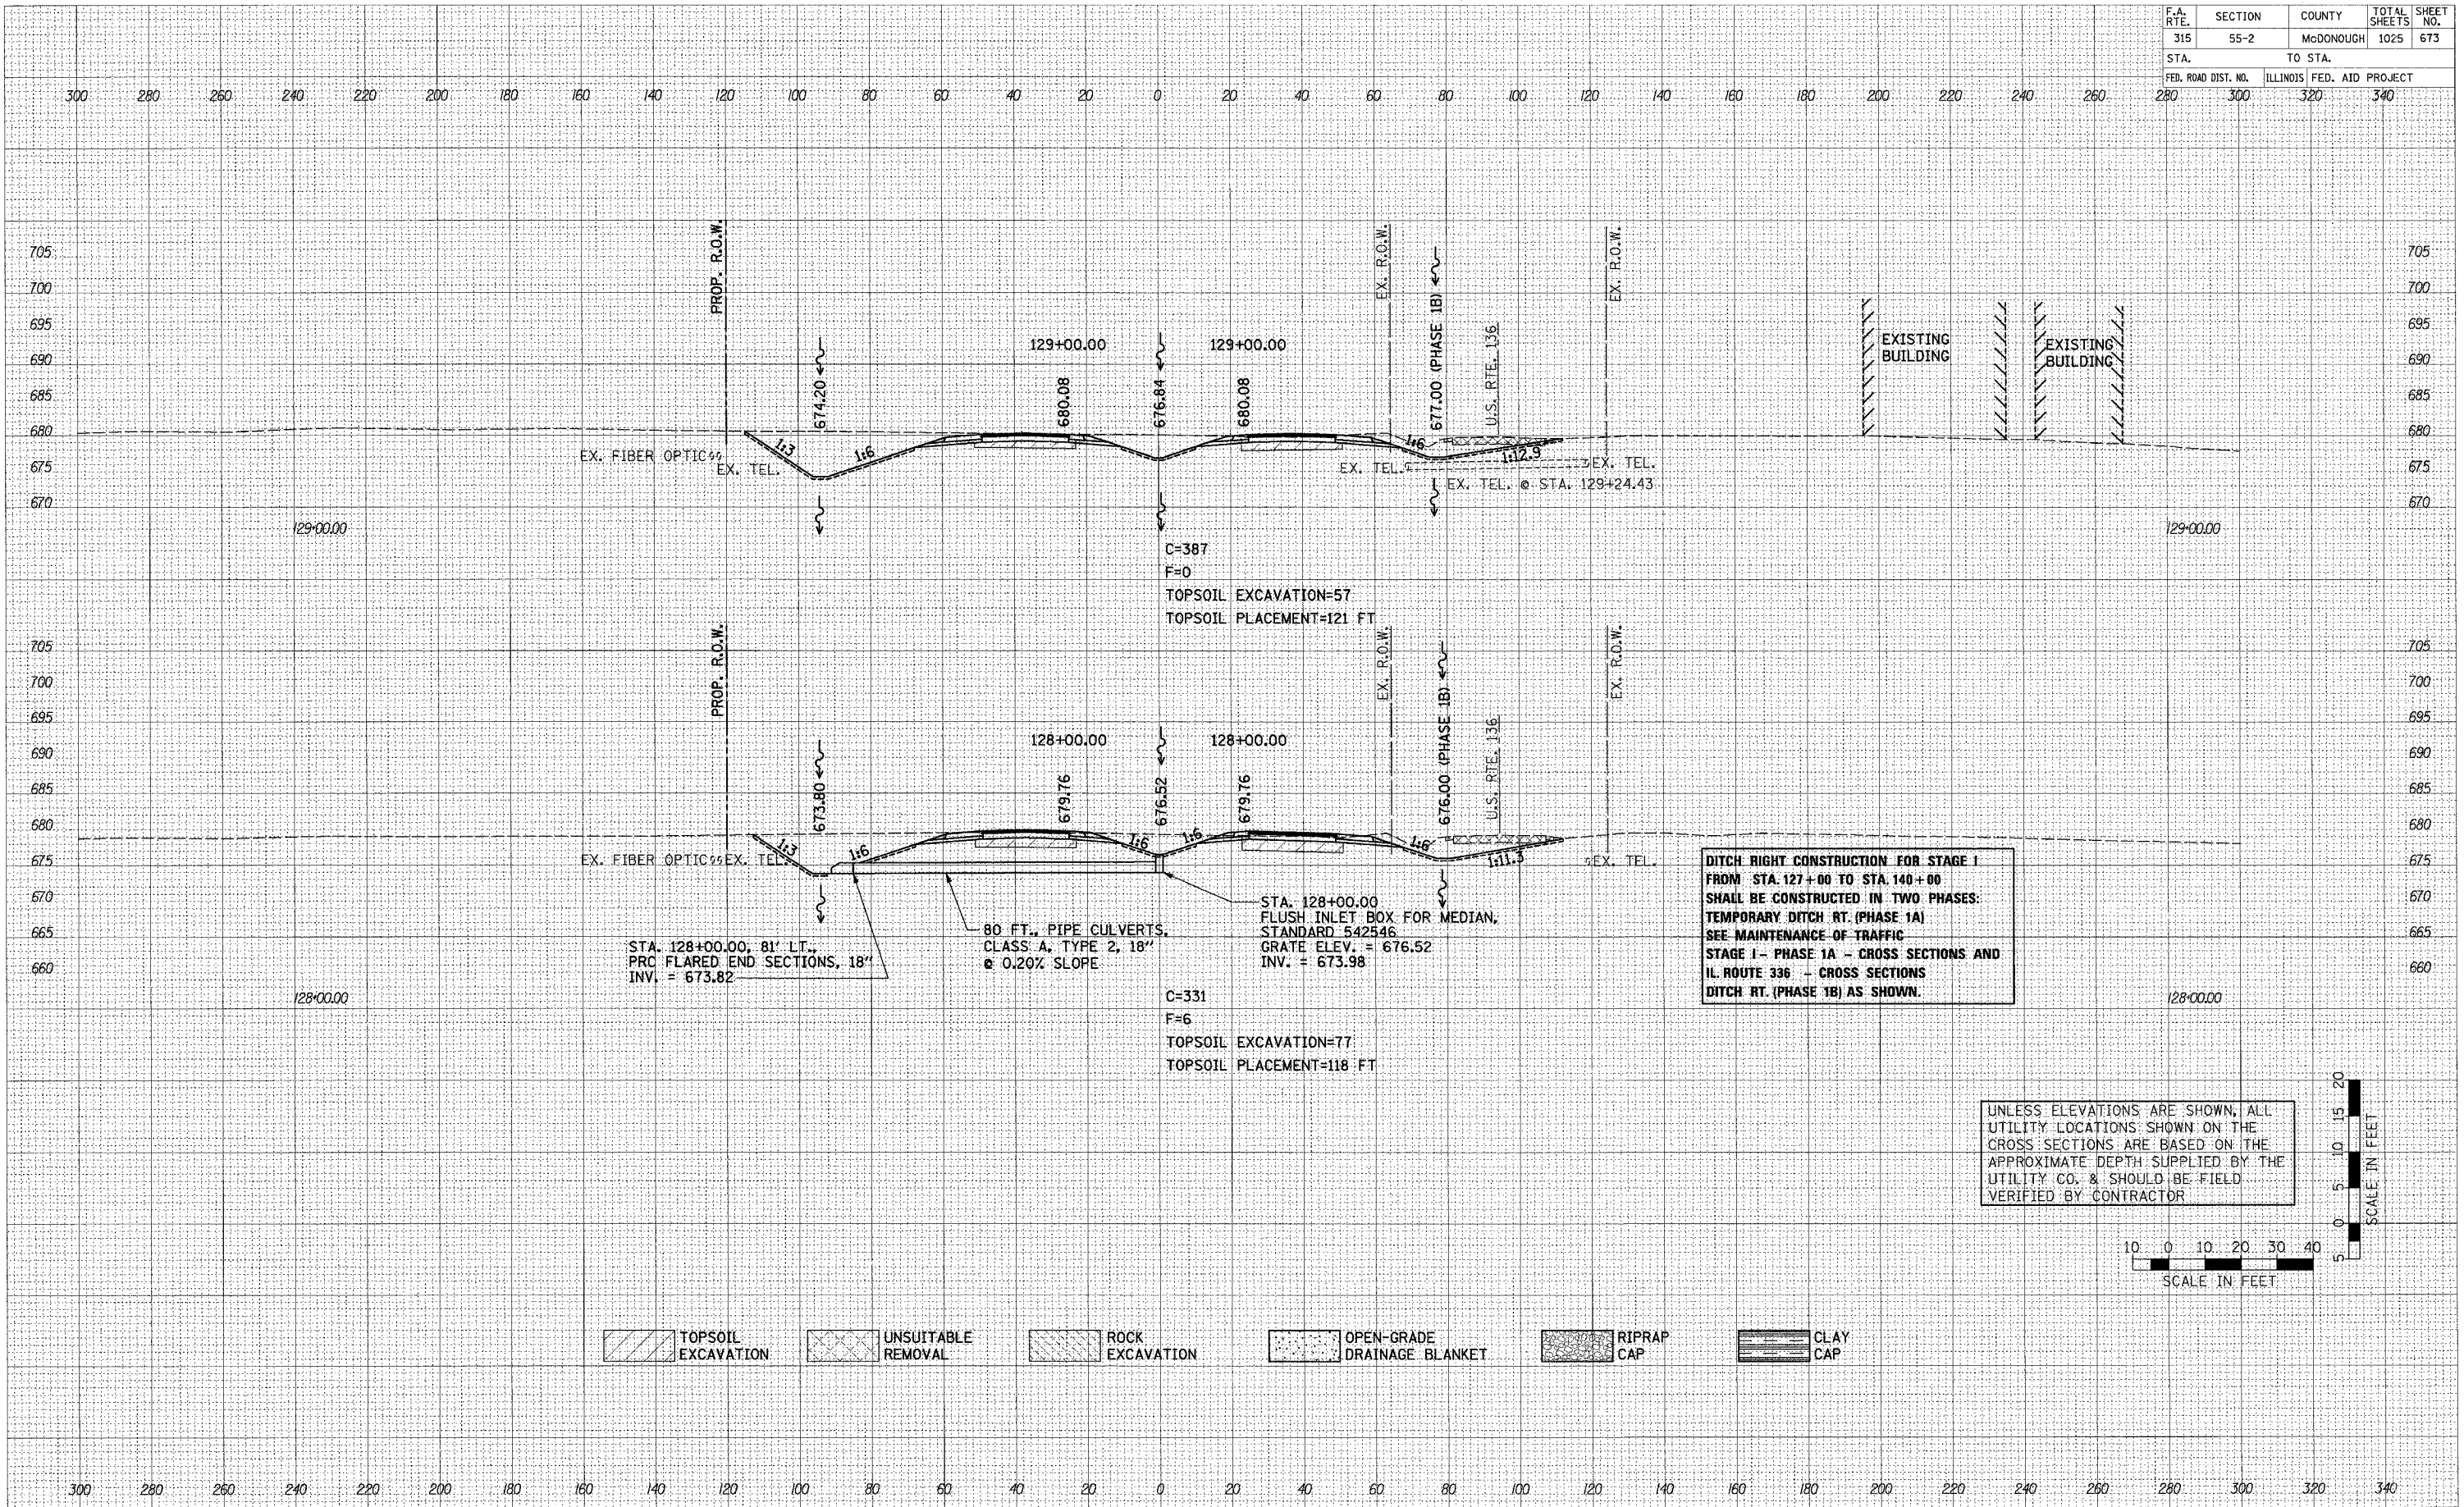 F.A. RTE. SECTION COUNTY TOTAL SHEETS SHEET NO.
315 55-2 McDONOUGH 1025 673
STA. TO STA.
FED. ROAD DIST. NO. ILLINOIS FED. AID PROJECT
300 280 260 240 220 200 180 160 140 120 100 80 60 40 20 0 20 40 60 80 100 120 140 160 180 200 220 240 260 280 300 320 340
PROP. R.O.W.
EX. R.O.W.
EX. R.O.W.
705 705
700 700
695 695
690 690
685 685
680 680
675 675
670 670
674.20
129+00.00
680.08
676.84
129+00.00
680.08
677.00 (PHASE 1B)
U.S. RTE. 136
EXISTING
BUILDING
EXISTING
BUILDING
1:3
1:6
1:6
1:12.9
EX. FIBER OPTIC
EX. TEL.
EX. TEL.
EX. TEL.
EX. TEL. @ STA. 129+24.43
129+00.00
129+00.00
C=387
F=0
TOPSOIL EXCAVATION=57
TOPSOIL PLACEMENT=121 FT
PROP. R.O.W.
EX. R.O.W.
EX. R.O.W.
705 705
700 700
695 695
690 690
685 685
680 680
675 675
670 670
665 665
660 660
673.80
128+00.00
679.76
676.52
128+00.00
679.76
676.00 (PHASE 1B)
U.S. RTE. 136
1:3
1:6
1:6
1:6
1:6
1:11.3
EX. FIBER OPTIC
EX. TEL.
EX. TEL.
STA. 128+00.00, 81' LT.,
PRC FLARED END SECTIONS, 18"
INV. = 673.82
80 FT., PIPE CULVERTS,
CLASS A, TYPE 2, 18"
@ 0.20% SLOPE
STA. 128+00.00
FLUSH INLET BOX FOR MEDIAN,
STANDARD 542546
GRATE ELEV. = 676.52
INV. = 673.98
DITCH RIGHT CONSTRUCTION FOR STAGE I
FROM STA. 127+00 TO STA. 140+00
SHALL BE CONSTRUCTED IN TWO PHASES:
TEMPORARY DITCH RT. (PHASE 1A)
SEE MAINTENANCE OF TRAFFIC
STAGE I - PHASE 1A - CROSS SECTIONS AND
IL. ROUTE 336 - CROSS SECTIONS
DITCH RT. (PHASE 1B) AS SHOWN.
128+00.00
128+00.00
C=331
F=6
TOPSOIL EXCAVATION=77
TOPSOIL PLACEMENT=118 FT
UNLESS ELEVATIONS ARE SHOWN, ALL
UTILITY LOCATIONS SHOWN ON THE
CROSS SECTIONS ARE BASED ON THE
APPROXIMATE DEPTH SUPPLIED BY THE
UTILITY CO. & SHOULD BE FIELD
VERIFIED BY CONTRACTOR
20 15 10 5 0 5
SCALE IN FEET
10 0 10 20 30 40
SCALE IN FEET
TOPSOIL
EXCAVATION
UNSUITABLE
REMOVAL
ROCK
EXCAVATION
OPEN-GRADE
DRAINAGE BLANKET
RIPRAP
CAP
CLAY
CAP
300 280 260 240 220 200 180 160 140 120 100 80 60 40 20 0 20 40 60 80 100 120 140 160 180 200 220 240 260 280 300 320 340